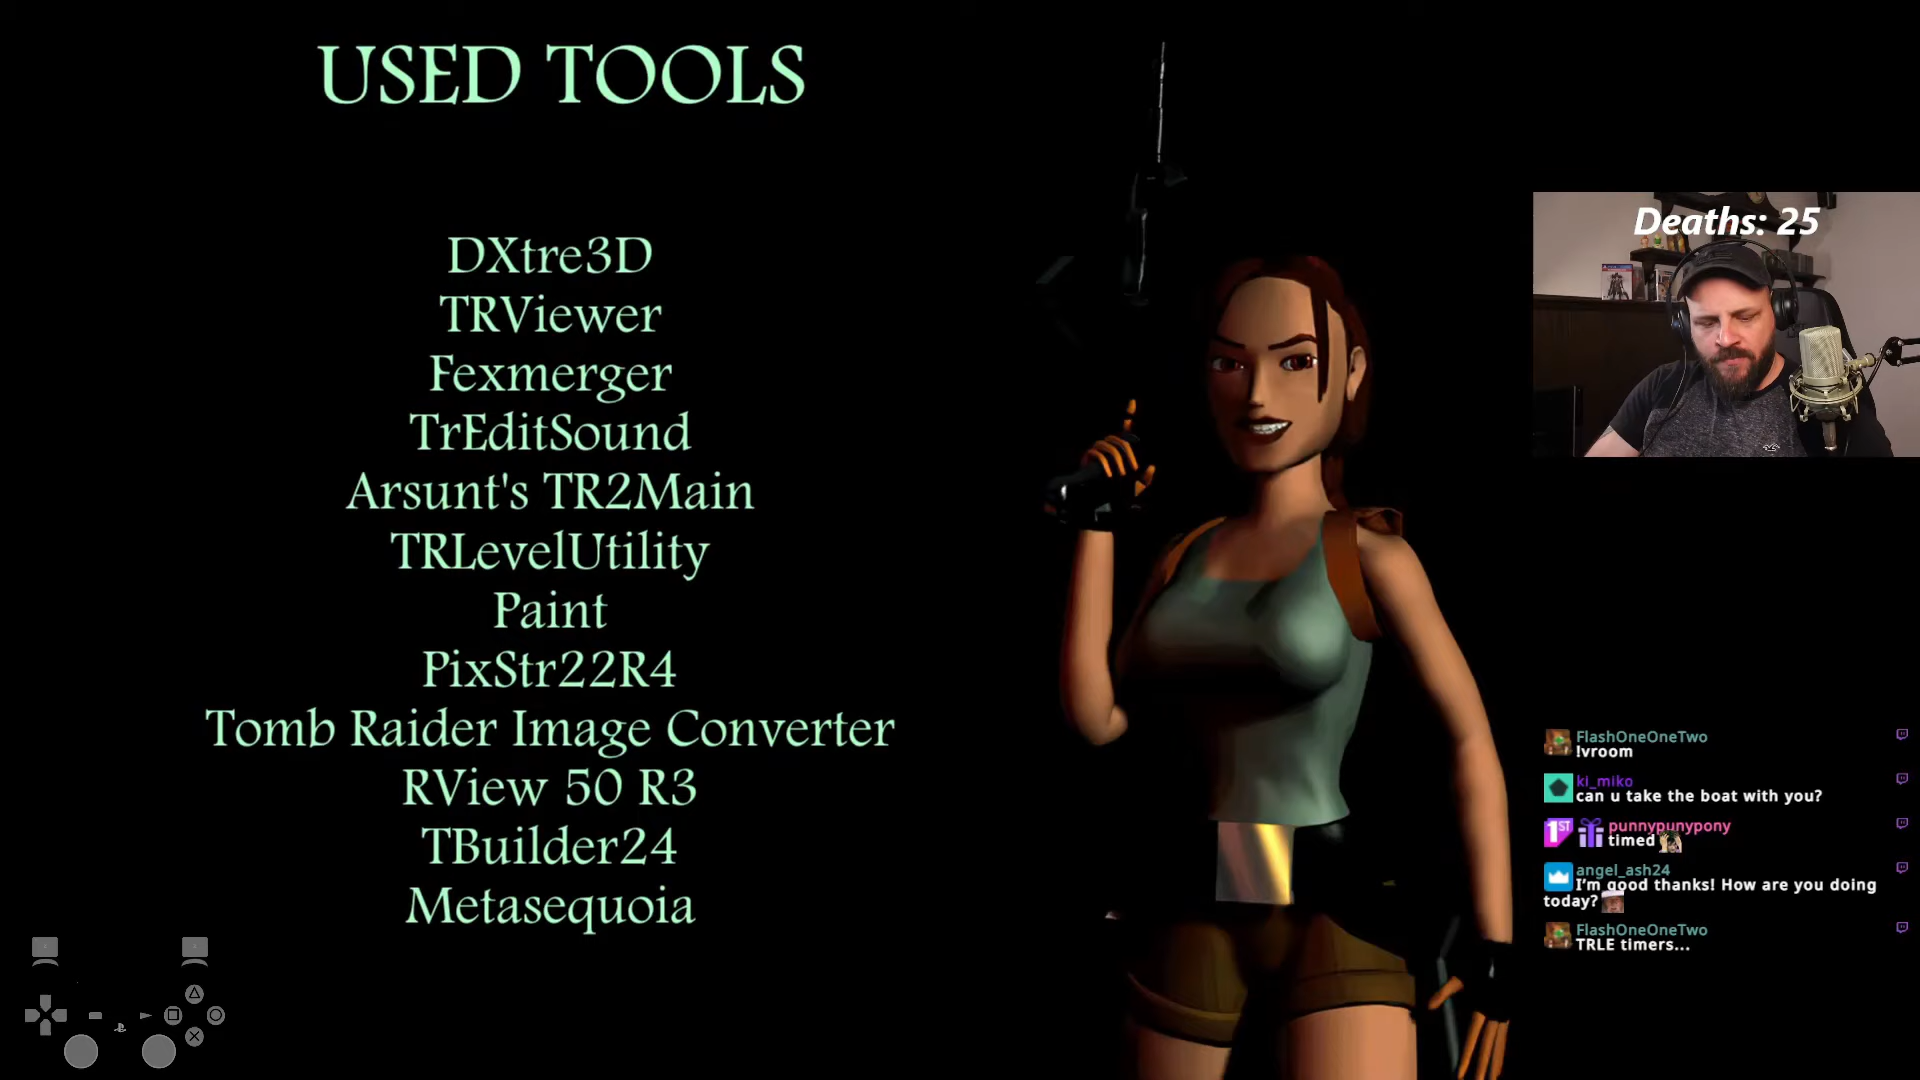 USED TOOLS
DXtre3D
TRViewer
Fexmerger
TrEditSound
Arsunt's TR2Main
TRLevelUtility
Paint
PixStr22R4
Tomb Raider Image Converter
RView 50 R3
TBuilder24
Metasequoia
Deaths: 25
FlashOneOneTwo
!vroom
ki_miko
can u take the boat with you?
1ST punnypunypony
timed
angel_ash24
I'm good thanks! How are you doing
today?
FlashOneOneTwo
TRLE timers...